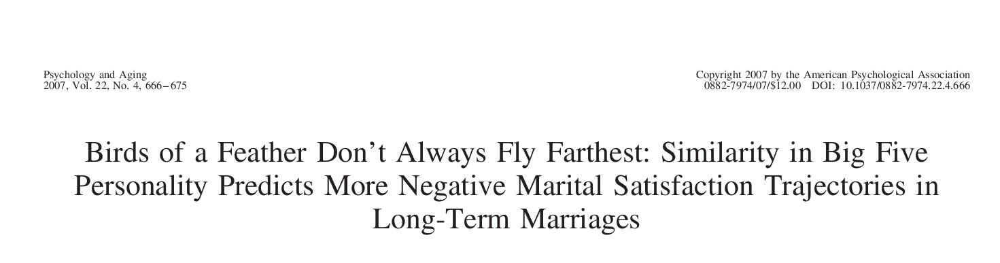 Psychology and Aging
2007, Vol. 22, No. 4, 666–675
Copyright 2007 by the American Psychological Association
0882-7974/07/$12.00 DOI: 10.1037/0882-7974.22.4.666
Birds of a Feather Don’t Always Fly Farthest: Similarity in Big Five
Personality Predicts More Negative Marital Satisfaction Trajectories in
Long-Term Marriages